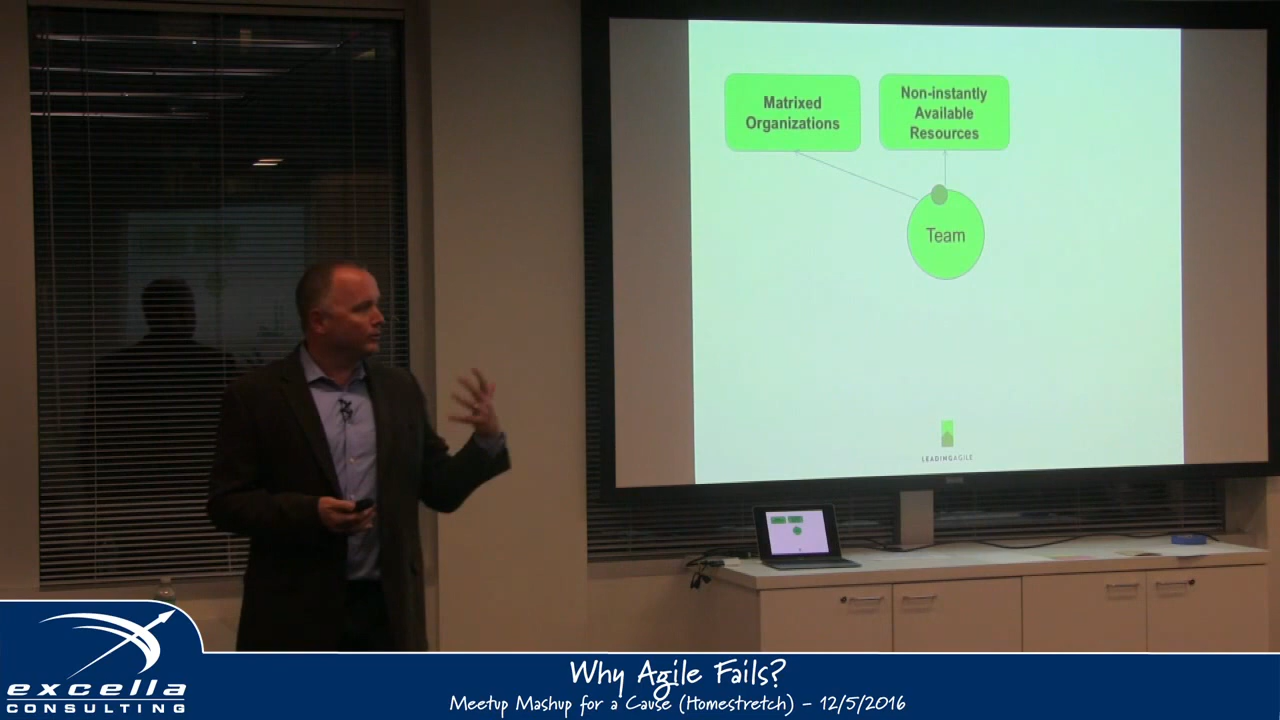 Matrixed
Organizations
Non-instantly
Available
Resources
Team
LEADINGAGILE
excella
CONSULTING
Why Agile Fails?
Meetup Mashup for a Cause (Homestretch) - 12/5/2016